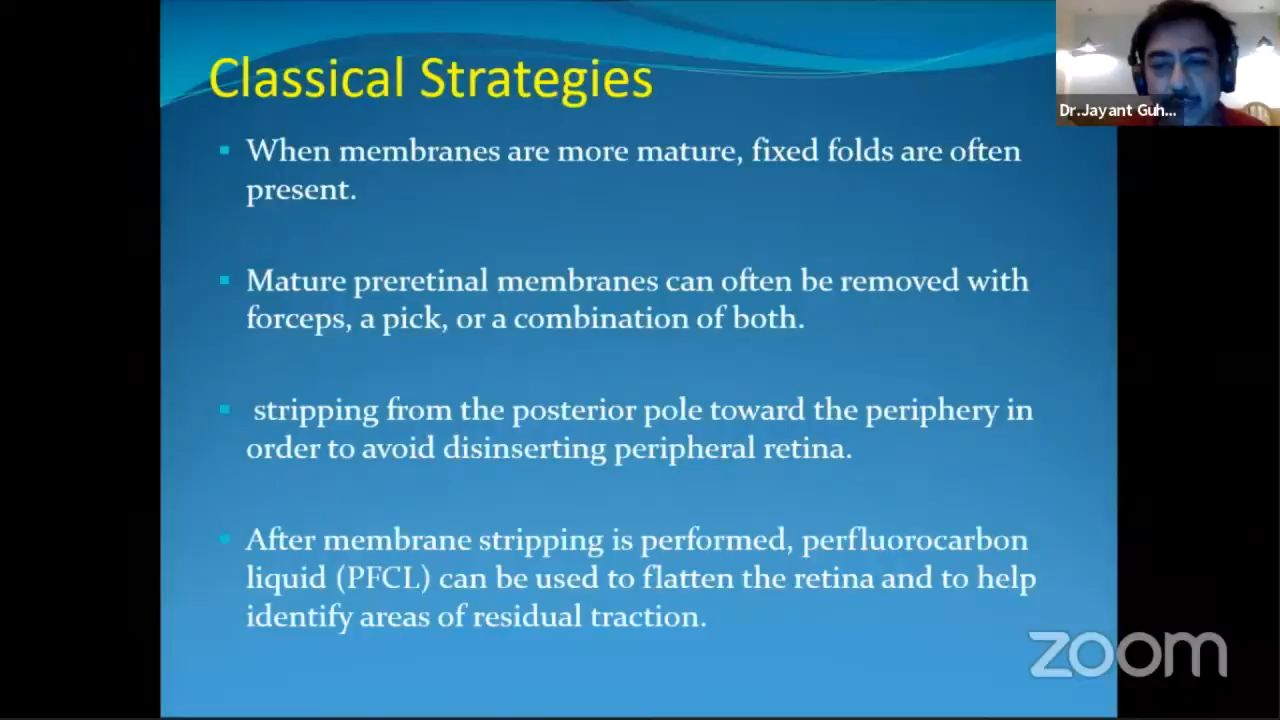 Classical Strategies
Dr.Jayant Guh...
▪ When membranes are more mature, fixed folds are often
present.
▪ Mature preretinal membranes can often be removed with
forceps, a pick, or a combination of both.
▪ stripping from the posterior pole toward the periphery in
order to avoid disinserting peripheral retina.
▪ After membrane stripping is performed, perfluorocarbon
liquid (PFCL) can be used to flatten the retina and to help
identify areas of residual traction.
zoom